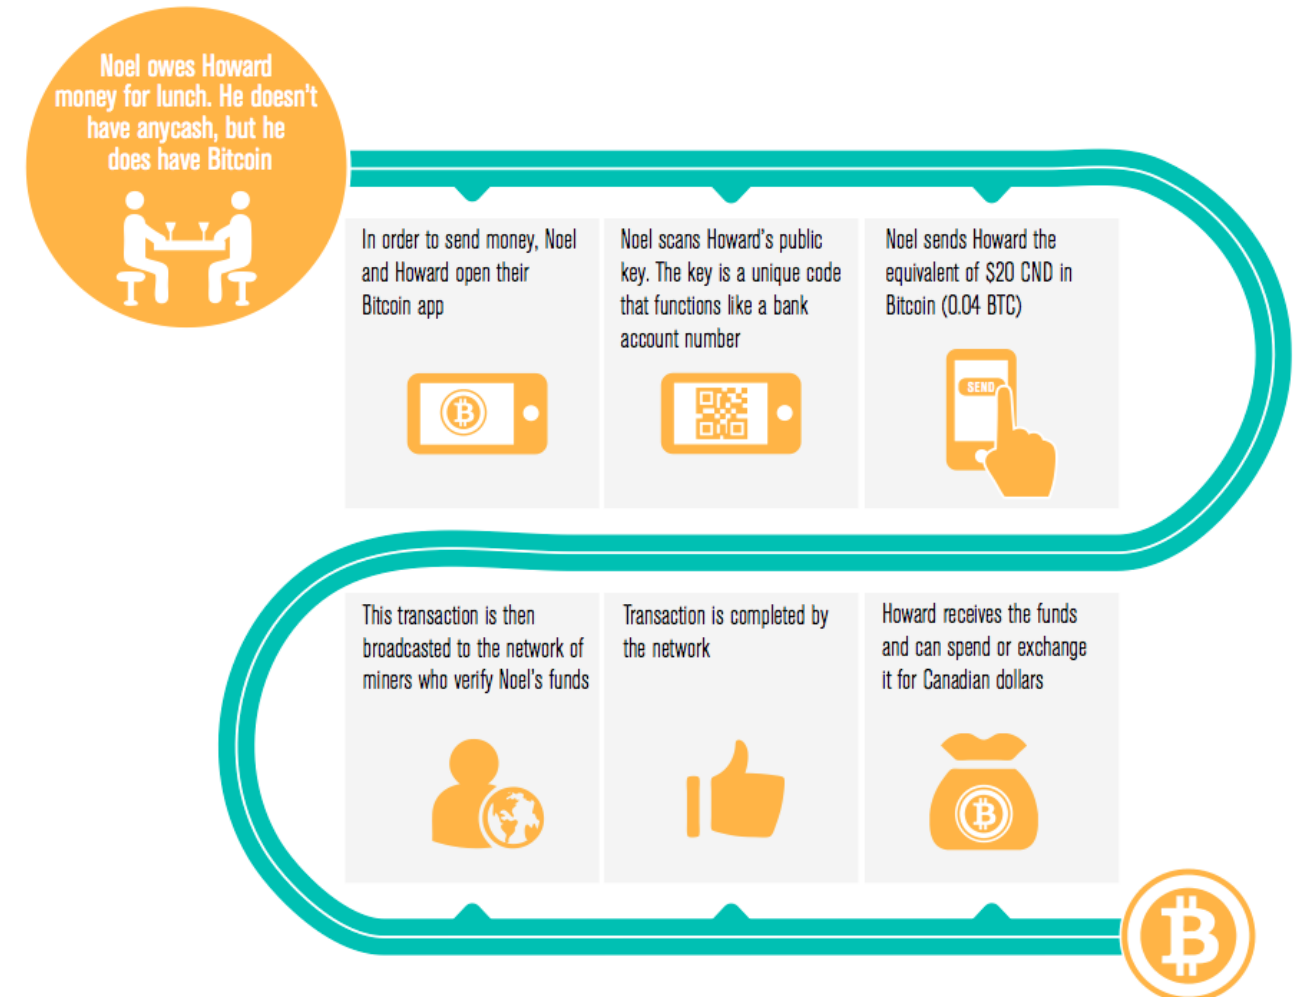 Noel owes Howard
money for lunch. He doesn't
have anycash, but he
does have Bitcoin
In order to send money, Noel
and Howard open their
Bitcoin app
Noel scans Howard's public
key. The key is a unique code
that functions like a bank
account number
Noel sends Howard the
equivalent of $20 CND in
Bitcoin (0.04 BTC)
SEND
This transaction is then
broadcasted to the network of
miners who verify Noel's funds
Transaction is completed by
the network
Howard receives the funds
and can spend or exchange
it for Canadian dollars